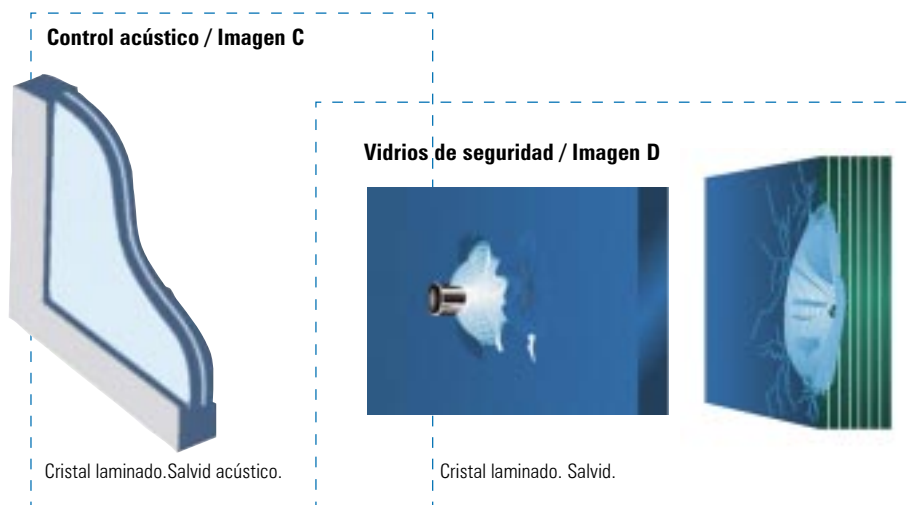 Control acústico / Imagen C
Vidrios de seguridad / Imagen D
Cristal laminado.Salvid acústico.
Cristal laminado. Salvid.